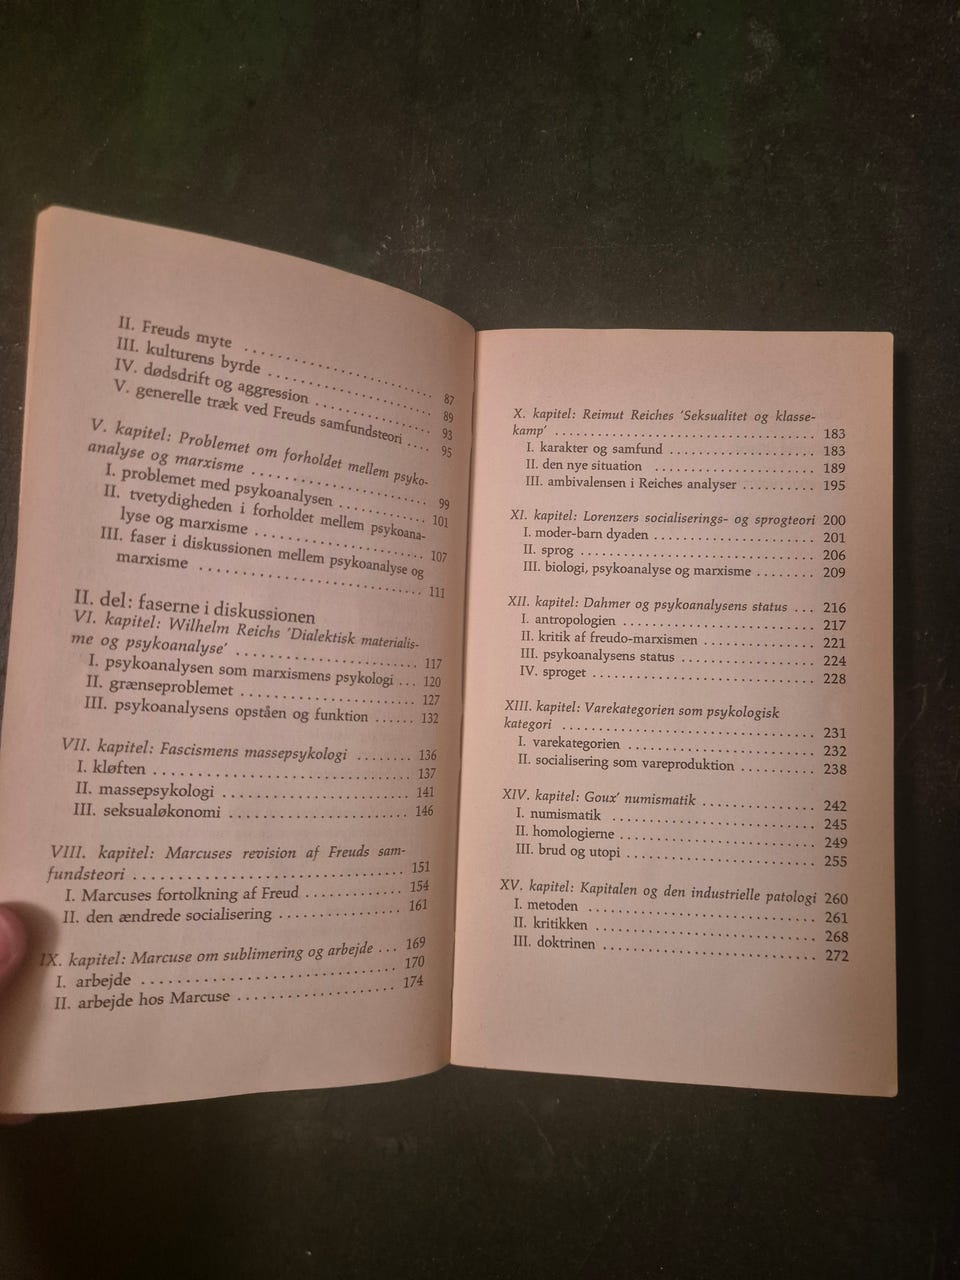 II. Freuds myte .......................... 87
III. kulturens byrde .......................... 89
IV. dødsdrift og aggression .................. 93
V. generelle træk ved Freuds samfundsteori .... 95
V. kapitel: Problemet om forholdet mellem psyko-
analyse og marxisme .......................... 99
I. problemet med psykoanalysen .............. 101
II. tvetydigheden i forholdet mellem psykoana-
lyse og marxisme .......................... 107
III. faser i diskussionen mellem psykoanalyse og
marxisme .......................... 111
II. del: faserne i diskussionen
VI. kapitel: Wilhelm Reichs 'Dialektisk materialis-
me og psykoanalyse' ...................... 117
I. psykoanalysen som marxismens psykologi ... 120
II. grænseproblemet .......................... 127
III. psykoanalysens opståen og funktion ...... 132
VII. kapitel: Fascismens massepsykologi ........ 136
I. kløften .......................... 137
II. massepsykologi .......................... 141
III. seksualøkonomi .......................... 146
VIII. kapitel: Marcuses revision af Freuds sam-
fundsteori .......................... 151
I. Marcuses fortolkning af Freud .............. 154
II. den ændrede socialisering ................ 161
IX. kapitel: Marcuse om sublimering og arbejde ... 169
I. arbejde .......................... 170
II. arbejde hos Marcuse ...................... 174
X. kapitel: Reimut Reiches 'Seksualitet og klasse-
kamp' .......................... 183
I. karakter og samfund .................... 183
II. den nye situation ...................... 189
III. ambivalensen i Reiches analyser .......... 195
XI. kapitel: Lorenzers socialiserings- og sprogteori 200
I. moder-barn dyaden ...................... 201
II. sprog .......................... 206
III. biologi, psykoanalyse og marxisme ........ 209
XII. kapitel: Dahmer og psykoanalysens status ... 216
I. antropologien .......................... 217
II. kritik af freudo-marxismen .............. 221
III. psykoanalysens status .................. 224
IV. sproget .......................... 228
XIII. kapitel: Varekategorien som psykologisk
kategori .......................... 231
I. varekategorien .......................... 232
II. socialisering som vareproduktion .......... 238
XIV. kapitel: Goux' numismatik ................ 242
I. numismatik .......................... 245
II. homologierne .......................... 249
III. brud og utopi .......................... 255
XV. kapitel: Kapitalen og den industrielle patologi 260
I. metoden .......................... 261
II. kritikken .......................... 268
III. doktrinen .......................... 272